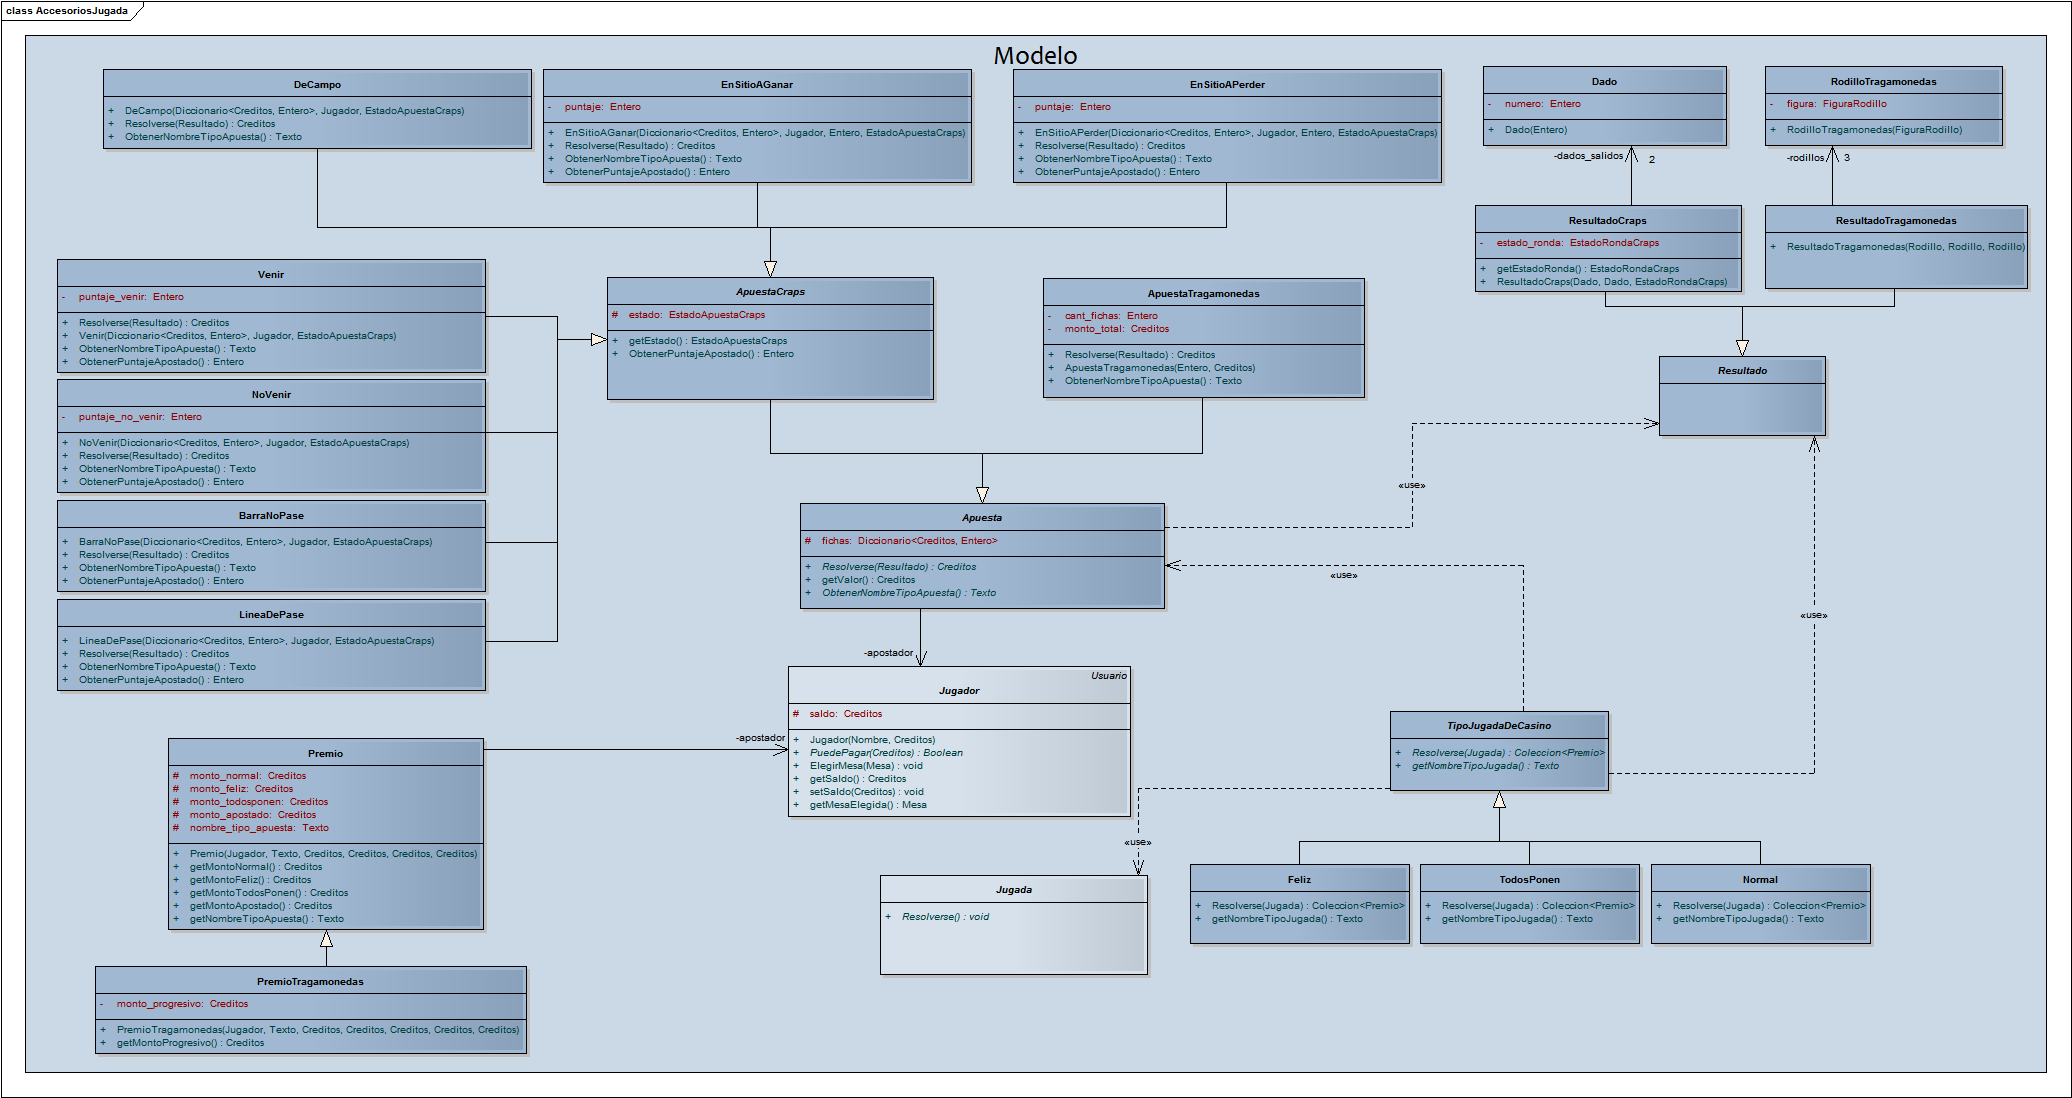 class AccesoriosJugada
Modelo
DeCampo
+ DeCampo(Diccionario<Creditos, Entero>, Jugador, EstadoApuestaCraps)
+ Resolverse(Resultado) : Creditos
+ ObtenerNombreTipoApuesta() : Texto
EnSitioAGanar
- puntaje: Entero
+ EnSitioAGanar(Diccionario<Creditos, Entero>, Jugador, Entero, EstadoApuestaCraps)
+ Resolverse(Resultado) : Creditos
+ ObtenerNombreTipoApuesta() : Texto
+ ObtenerPuntajeApostado() : Entero
EnSitioAPerder
- puntaje: Entero
+ EnSitioAPerder(Diccionario<Creditos, Entero>, Jugador, Entero, EstadoApuestaCraps)
+ Resolverse(Resultado) : Creditos
+ ObtenerNombreTipoApuesta() : Texto
+ ObtenerPuntajeApostado() : Entero
Dado
- numero: Entero
+ Dado(Entero)
RodilloTragamonedas
- figura: FiguraRodillo
+ RodilloTragamonedas(FiguraRodillo)
-dados_salidos 2
-rodillos 3
ResultadoCraps
- estado_ronda: EstadoRondaCraps
+ getEstadoRonda() : EstadoRondaCraps
+ ResultadoCraps(Dado, Dado, EstadoRondaCraps)
ResultadoTragamonedas
+ ResultadoTragamonedas(Rodillo, Rodillo, Rodillo)
Venir
- puntaje_venir: Entero
+ Resolverse(Resultado) : Creditos
+ Venir(Diccionario<Creditos, Entero>, Jugador, EstadoApuestaCraps)
+ ObtenerNombreTipoApuesta() : Texto
+ ObtenerPuntajeApostado() : Entero
ApuestaCraps
# estado: EstadoApuestaCraps
+ getEstado() : EstadoApuestaCraps
+ ObtenerPuntajeApostado() : Entero
ApuestaTragamonedas
- cant_fichas: Entero
- monto_total: Creditos
+ Resolverse(Resultado) : Creditos
+ ApuestaTragamonedas(Entero, Creditos)
+ ObtenerNombreTipoApuesta() : Texto
Resultado
NoVenir
- puntaje_no_venir: Entero
+ NoVenir(Diccionario<Creditos, Entero>, Jugador, EstadoApuestaCraps)
+ Resolverse(Resultado) : Creditos
+ ObtenerNombreTipoApuesta() : Texto
+ ObtenerPuntajeApostado() : Entero
«use»
BarraNoPase
+ BarraNoPase(Diccionario<Creditos, Entero>, Jugador, EstadoApuestaCraps)
+ Resolverse(Resultado) : Creditos
+ ObtenerNombreTipoApuesta() : Texto
+ ObtenerPuntajeApostado() : Entero
Apuesta
# fichas: Diccionario<Creditos, Entero>
+ Resolverse(Resultado) : Creditos
+ getValor() : Creditos
+ ObtenerNombreTipoApuesta() : Texto
«use»
«use»
LineaDePase
+ LineaDePase(Diccionario<Creditos, Entero>, Jugador, EstadoApuestaCraps)
+ Resolverse(Resultado) : Creditos
+ ObtenerNombreTipoApuesta() : Texto
+ ObtenerPuntajeApostado() : Entero
-apostador
Usuario
Jugador
# saldo: Creditos
+ Jugador(Nombre, Creditos)
+ PuedePagar(Creditos) : Boolean
+ ElegirMesa(Mesa) : void
+ getSaldo() : Creditos
+ setSaldo(Creditos) : void
+ getMesaElegida() : Mesa
-apostador
TipoJugadaDeCasino
+ Resolverse(Jugada) : Coleccion<Premio>
+ getNombreTipoJugada() : Texto
Premio
# monto_normal: Creditos
# monto_feliz: Creditos
# monto_todosponen: Creditos
# monto_apostado: Creditos
# nombre_tipo_apuesta: Texto
+ Premio(Jugador, Texto, Creditos, Creditos, Creditos, Creditos)
+ getMontoNormal() : Creditos
+ getMontoFeliz() : Creditos
+ getMontoTodosPonen() : Creditos
+ getMontoApostado() : Creditos
+ getNombreTipoApuesta() : Texto
«use»
Jugada
+ Resolverse() : void
Feliz
+ Resolverse(Jugada) : Coleccion<Premio>
+ getNombreTipoJugada() : Texto
TodosPonen
+ Resolverse(Jugada) : Coleccion<Premio>
+ getNombreTipoJugada() : Texto
Normal
+ Resolverse(Jugada) : Coleccion<Premio>
+ getNombreTipoJugada() : Texto
PremioTragamonedas
- monto_progresivo: Creditos
+ PremioTragamonedas(Jugador, Texto, Creditos, Creditos, Creditos, Creditos, Creditos)
+ getMontoProgresivo() : Creditos